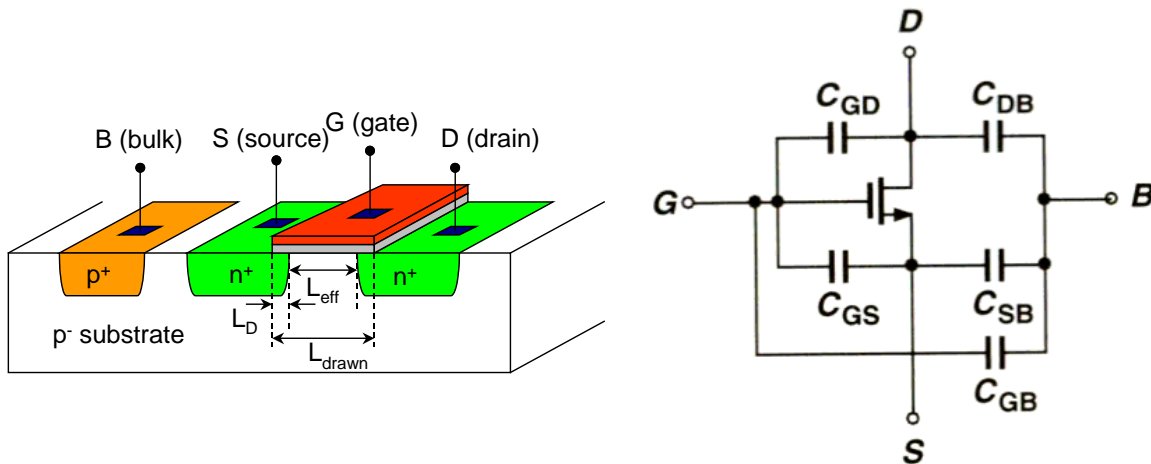 G (gate)
B (bulk)
S (source)
D (drain)
p+
n+
n+
Leff
LD
p- substrate
Ldrawn
D
CGD
CDB
G
B
CGS
CSB
CGB
S